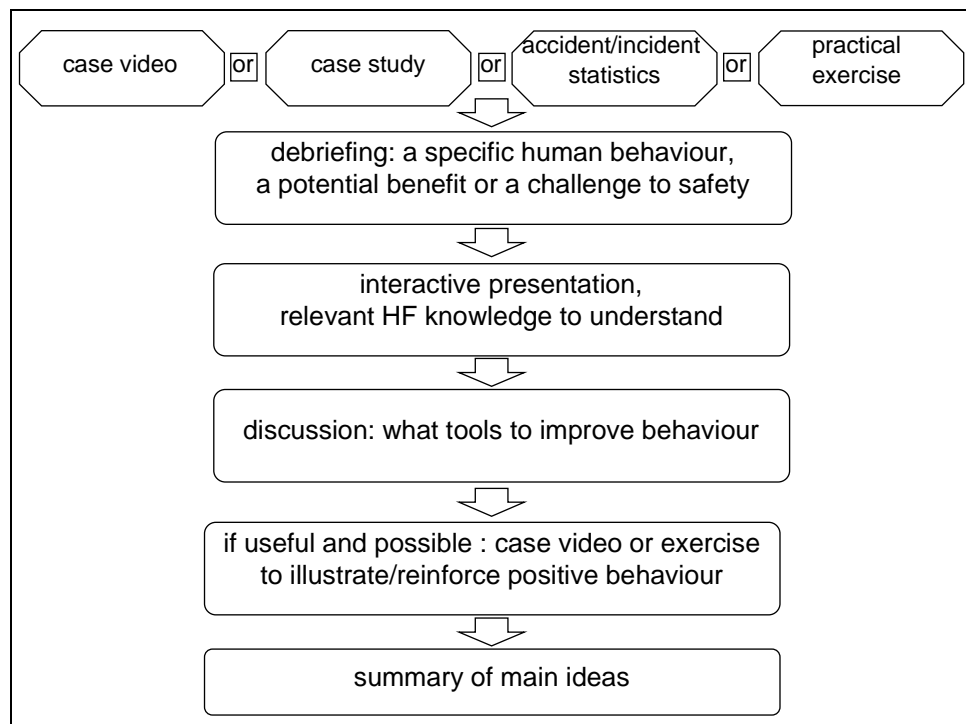 case video
or
case study
or
accident/incident
statistics
or
practical
exercise
debriefing: a specific human behaviour,
a potential benefit or a challenge to safety
interactive presentation,
relevant HF knowledge to understand
discussion: what tools to improve behaviour
if useful and possible : case video or exercise
to illustrate/reinforce positive behaviour
summary of main ideas